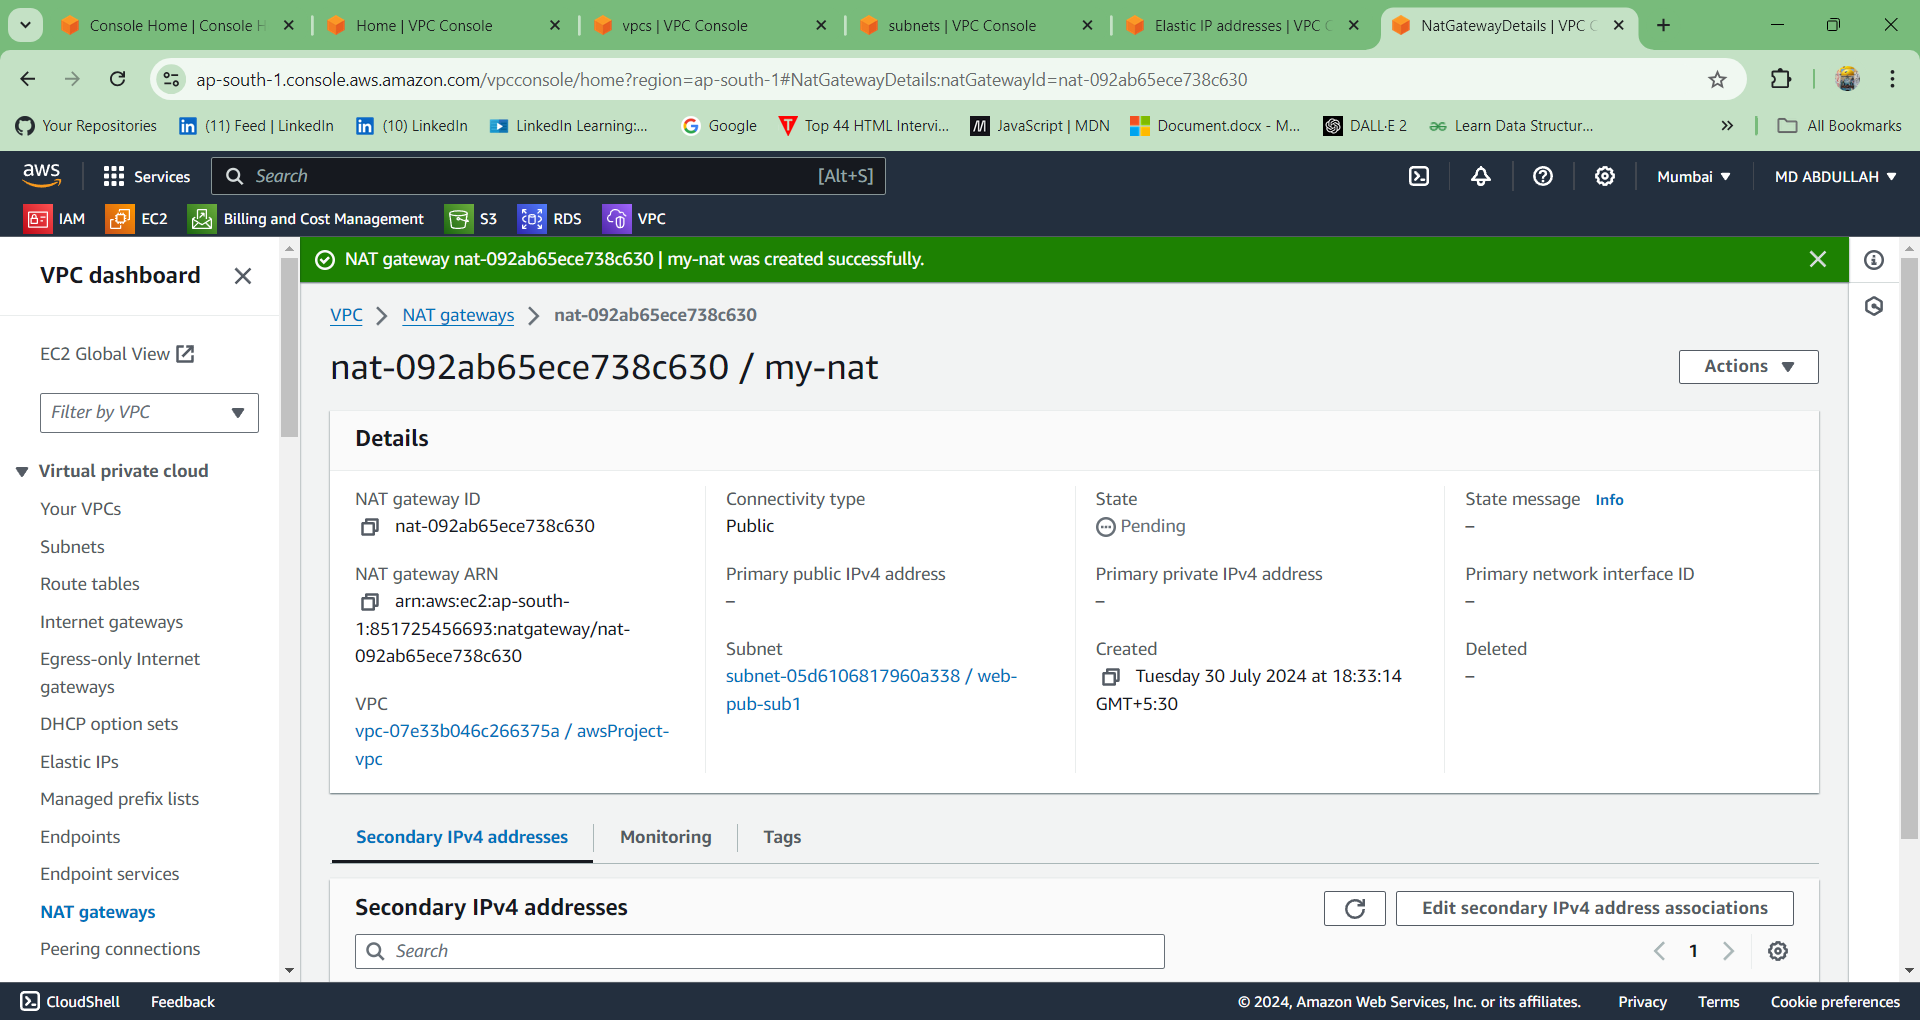 Console Home | Console H
Home | VPC Console
vpcs | VPC Console
subnets | VPC Console
Elastic IP addresses | VPC C
NatGatewayDetails | VPC C
ap-south-1.console.aws.amazon.com/vpcconsole/home?region=ap-south-1#NatGatewayDetails:natGatewayId=nat-092ab65ece738c630
Your Repositories
(11) Feed | LinkedIn
(10) LinkedIn
LinkedIn Learning:...
Google
Top 44 HTML Intervi...
JavaScript | MDN
Document.docx - M...
DALL·E 2
Learn Data Structur...
All Bookmarks
aws
Services
Search
[Alt+S]
Mumbai
MD ABDULLAH
IAM
EC2
Billing and Cost Management
S3
RDS
VPC
VPC dashboard
EC2 Global View
Filter by VPC
Virtual private cloud
Your VPCs
Subnets
Route tables
Internet gateways
Egress-only Internet
gateways
DHCP option sets
Elastic IPs
Managed prefix lists
Endpoints
Endpoint services
NAT gateways
Peering connections
NAT gateway nat-092ab65ece738c630 | my-nat was created successfully.
VPC
NAT gateways
nat-092ab65ece738c630
nat-092ab65ece738c630 / my-nat
Actions
Details
NAT gateway ID
nat-092ab65ece738c630
Connectivity type
Public
State
Pending
State message Info
–
NAT gateway ARN
arn:aws:ec2:ap-south-
1:851725456693:natgateway/nat-
092ab65ece738c630
Primary public IPv4 address
–
Primary private IPv4 address
–
Primary network interface ID
–
VPC
vpc-07e33b046c266375a / awsProject-
vpc
Subnet
subnet-05d6106817960a338 / web-
pub-sub1
Created
Tuesday 30 July 2024 at 18:33:14
GMT+5:30
Deleted
–
Secondary IPv4 addresses
Monitoring
Tags
Secondary IPv4 addresses
Edit secondary IPv4 address associations
Search
1
CloudShell
Feedback
© 2024, Amazon Web Services, Inc. or its affiliates.
Privacy
Terms
Cookie preferences